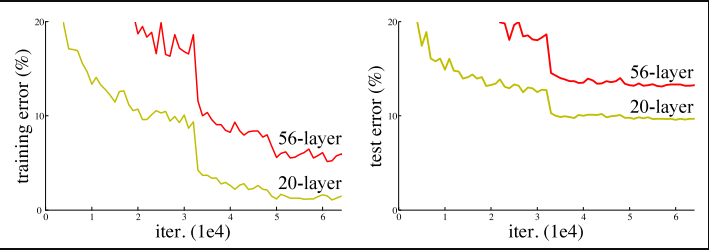 20
10
0
0 1 2 3 4 5 6
training error (%)
iter. (1e4)
56-layer
20-layer
20
10
0
0 1 2 3 4 5 6
test error (%)
iter. (1e4)
56-layer
20-layer